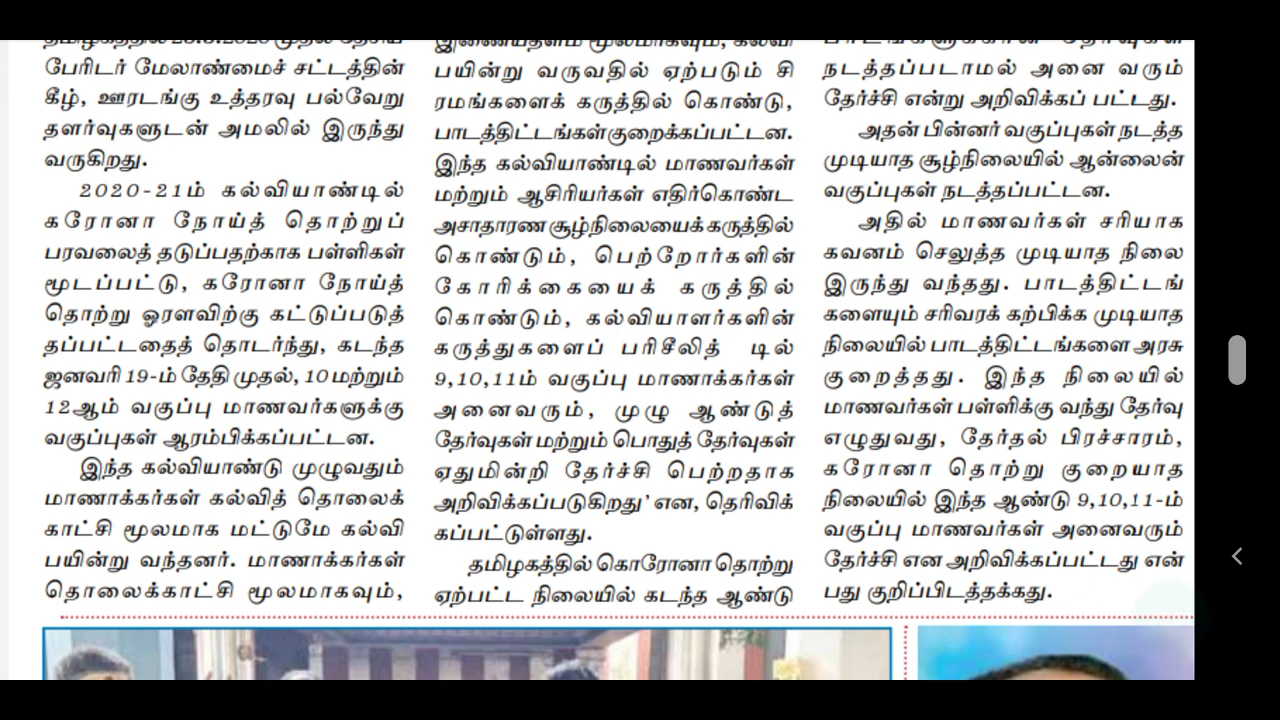 பேரிடர் மேலாண்மைச் சட்டத்தின்
கீழ், ஊரடங்கு உத்தரவு பல்வேறு
தளர்வுகளுடன் அமலில் இருந்து
வருகிறது.
2020-21ம் கல்வியாண்டில்
கரோனா நோய்த் தொற்றுப்
பரவலைத் தடுப்பதற்காக பள்ளிகள்
மூடப்பட்டு, கரோனா நோய்த்
தொற்று ஓரளவிற்கு கட்டுப்படுத்
தப்பட்டதைத் தொடர்ந்து, கடந்த
ஜனவரி 19-ம் தேதி முதல், 10 மற்றும்
12ஆம் வகுப்பு மாணவர்களுக்கு
வகுப்புகள் ஆரம்பிக்கப்பட்டன.
இந்த கல்வியாண்டு முழுவதும்
மாணாக்கர்கள் கல்வித் தொலைக்
காட்சி மூலமாக மட்டுமே கல்வி
பயின்று வந்தனர். மாணாக்கர்கள்
தொலைக்காட்சி மூலமாகவும்,
இணையதளம் மூலமாகவும், கல்வி
பயின்று வருவதில் ஏற்படும் சி
ரமங்களைக் கருத்தில் கொண்டு,
பாடத்திட்டங்கள் குறைக்கப்பட்டன.
இந்த கல்வியாண்டில் மாணவர்கள்
மற்றும் ஆசிரியர்கள் எதிர்கொண்ட
அசாதாரண சூழ்நிலையைக் கருத்தில்
கொண்டும், பெற்றோர்களின்
கோரிக்கையைக் கருத்தில்
கொண்டும், கல்வியாளர்களின்
கருத்துகளைப் பரிசீலித் டில்
9,10,11ம் வகுப்பு மாணாக்கர்கள்
அனைவரும், முழு ஆண்டுத்
தேர்வுகள் மற்றும் பொதுத் தேர்வுகள்
ஏதுமின்றி தேர்ச்சி பெற்றதாக
அறிவிக்கப்படுகிறது' என, தெரிவிக்
கப்பட்டுள்ளது.
தமிழகத்தில் கொரோனா தொற்று
ஏற்பட்ட நிலையில் கடந்த ஆண்டு
நடத்தப்படாமல் அனை வரும்
தேர்ச்சி என்று அறிவிக்கப் பட்டது.
அதன் பின்னர் வகுப்புகள் நடத்த
முடியாத சூழ்நிலையில் ஆன்லைன்
வகுப்புகள் நடத்தப்பட்டன.
அதில் மாணவர்கள் சரியாக
கவனம் செலுத்த முடியாத நிலை
இருந்து வந்தது. பாடத்திட்டங்
களையும் சரிவரக் கற்பிக்க முடியாத
நிலையில் பாடத்திட்டங்களை அரசு
குறைத்தது. இந்த நிலையில்
மாணவர்கள் பள்ளிக்கு வந்து தேர்வு
எழுதுவது, தேர்தல் பிரச்சாரம்,
கரோனா தொற்று குறையாத
நிலையில் இந்த ஆண்டு 9,10,11-ம்
வகுப்பு மாணவர்கள் அனைவரும்
தேர்ச்சி என அறிவிக்கப்பட்டது என்
பது குறிப்பிடத்தக்கது.